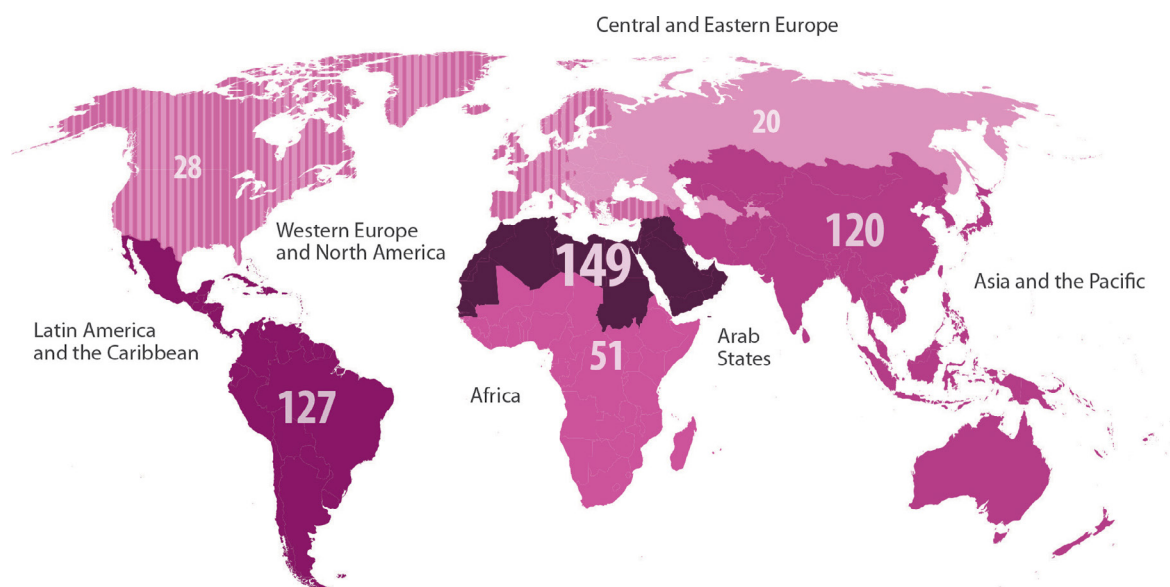 Central and Eastern Europe
20
28
Western Europe
and North America
149
120
Asia and the Pacific
Latin America
and the Caribbean
Arab
States
51
Africa
127